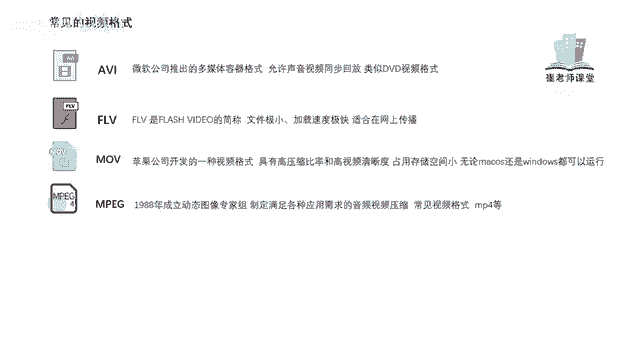 常见的视频格式
AVI
AVI 微软公司推出的多媒体容器格式 允许声音视频同步回放 类似DVD视频格式
FLV
FLV FLV 是FLASH VIDEO的简称 文件极小、加载速度极快 适合在网上传播
MOV
MOV 苹果公司开发的一种视频格式 具有高压缩比率和高视频清晰度 占用存储空间小 无论macos还是windows都可以运行
MPEG
MPEG 1988年成立动态图像专家组 制定满足各种应用需求的音频视频压缩 常见视频格式 mp4等
崔老师课堂